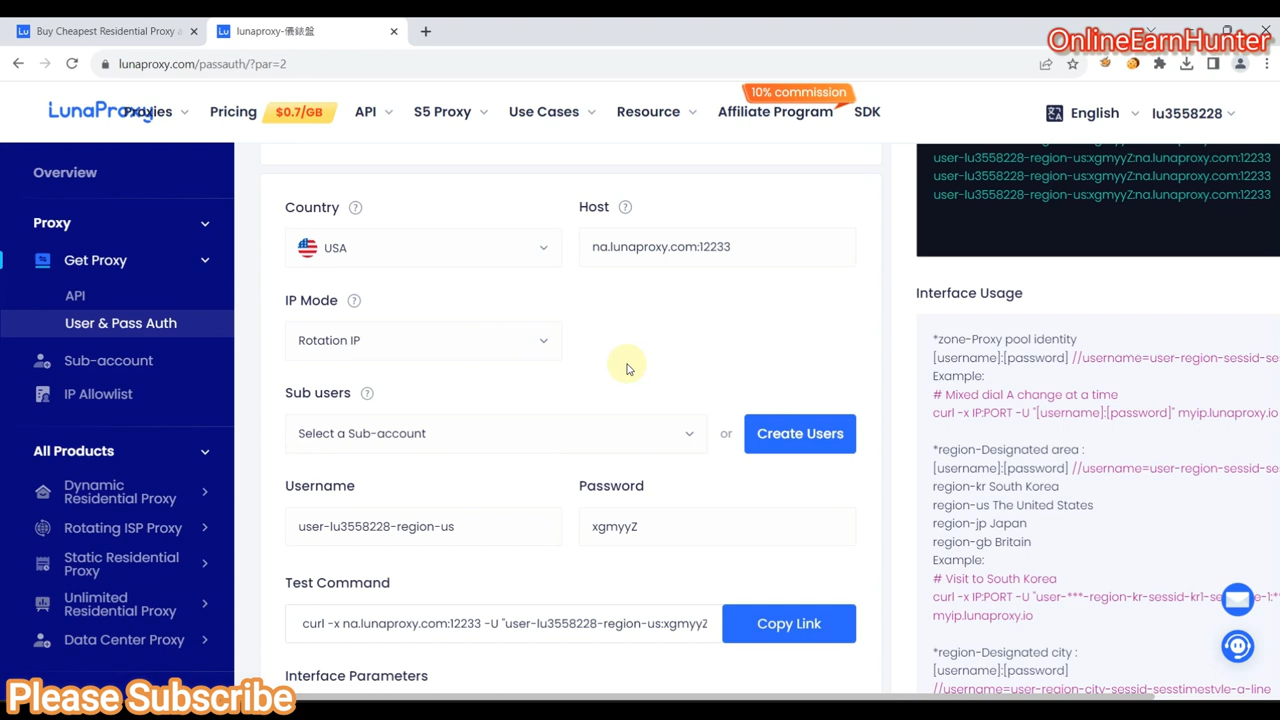 Buy Cheapest Residential Proxy a
lunaproxy-儀錶盤
OnlineEarnHunter
lunaproxy.com/passauth/?par=2
10% commission
LunaProxy
Proxies
Pricing
$0.7/GB
API
S5 Proxy
Use Cases
Resource
Affiliate Program
SDK
English
lu3558228
Overview
Proxy
Get Proxy
API
User & Pass Auth
Sub-account
IP Allowlist
All Products
Dynamic
Residential Proxy
Rotating ISP Proxy
Static Residential
Proxy
Unlimited
Residential Proxy
Data Center Proxy
Country
USA
Host
na.lunaproxy.com:12233
IP Mode
Rotation IP
Sub users
Select a Sub-account
or
Create Users
Username
user-lu3558228-region-us
Password
xgmyyZ
Test Command
curl -x na.lunaproxy.com:12233 -U "user-lu3558228-region-us:xgmyyZ
Copy Link
Interface Parameters
user-lu3558228-region-us:xgmyyZ:na.lunaproxy.com:12233
user-lu3558228-region-us:xgmyyZ:na.lunaproxy.com:12233
user-lu3558228-region-us:xgmyyZ:na.lunaproxy.com:12233
Interface Usage
*zone-Proxy pool identity
[username]:[password] //username=user-region-sessid-se
Example:
# Mixed dial A change at a time
curl -x IP:PORT -U "[username]:[password]" myip.lunaproxy.io
*region-Designated area :
[username]:[password] //username=user-region-sessid-se
region-kr South Korea
region-us The United States
region-jp Japan
region-gb Britain
Example:
# Visit to South Korea
curl -x IP:PORT -U "user-***-region-kr-sessid-kr1-se
myip.lunaproxy.io
*region-Designated city :
[username]:[password]
//username=user-region-city-sessid-sesstimestyle-a-line
Please Subscribe